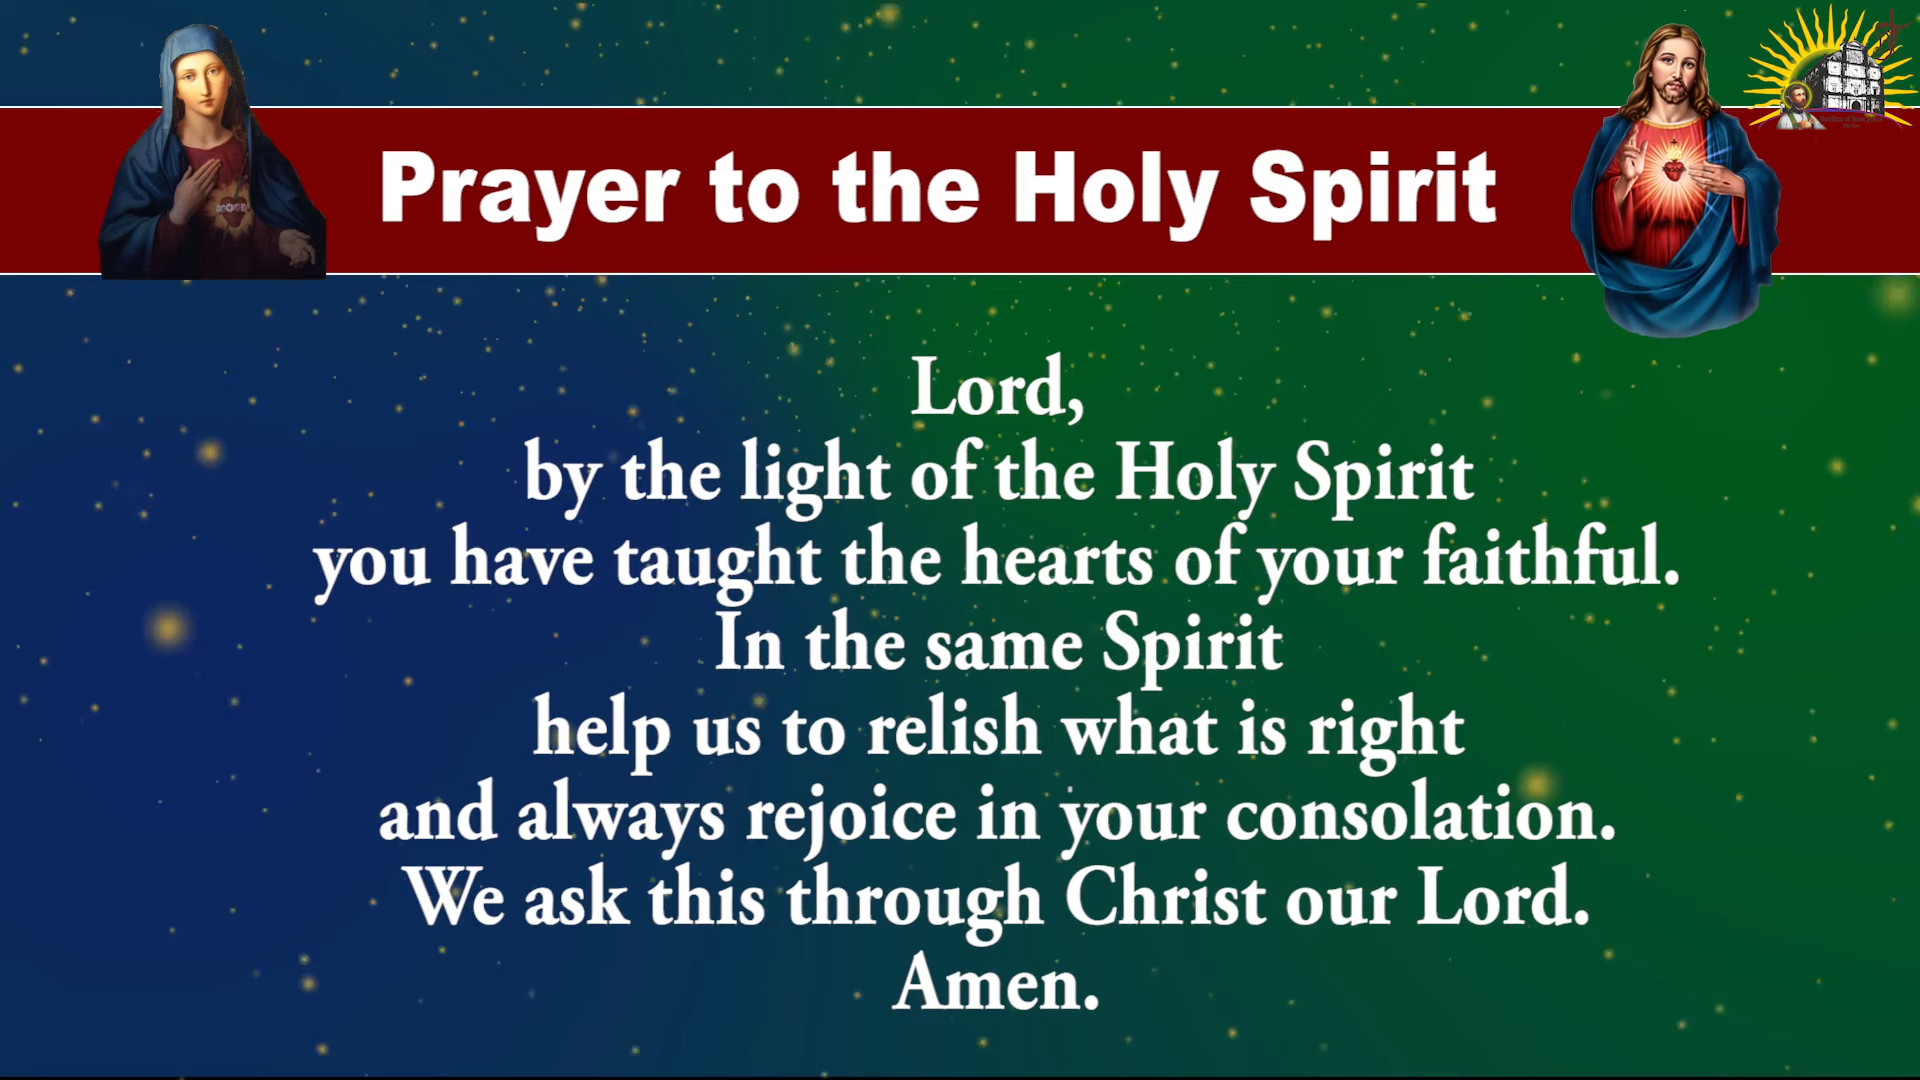 Prayer to the Holy Spirit
Lord,
by the light of the Holy Spirit
you have taught the hearts of your faithful.
In the same Spirit
help us to relish what is right
and always rejoice in your consolation.
We ask this through Christ our Lord.
Amen.